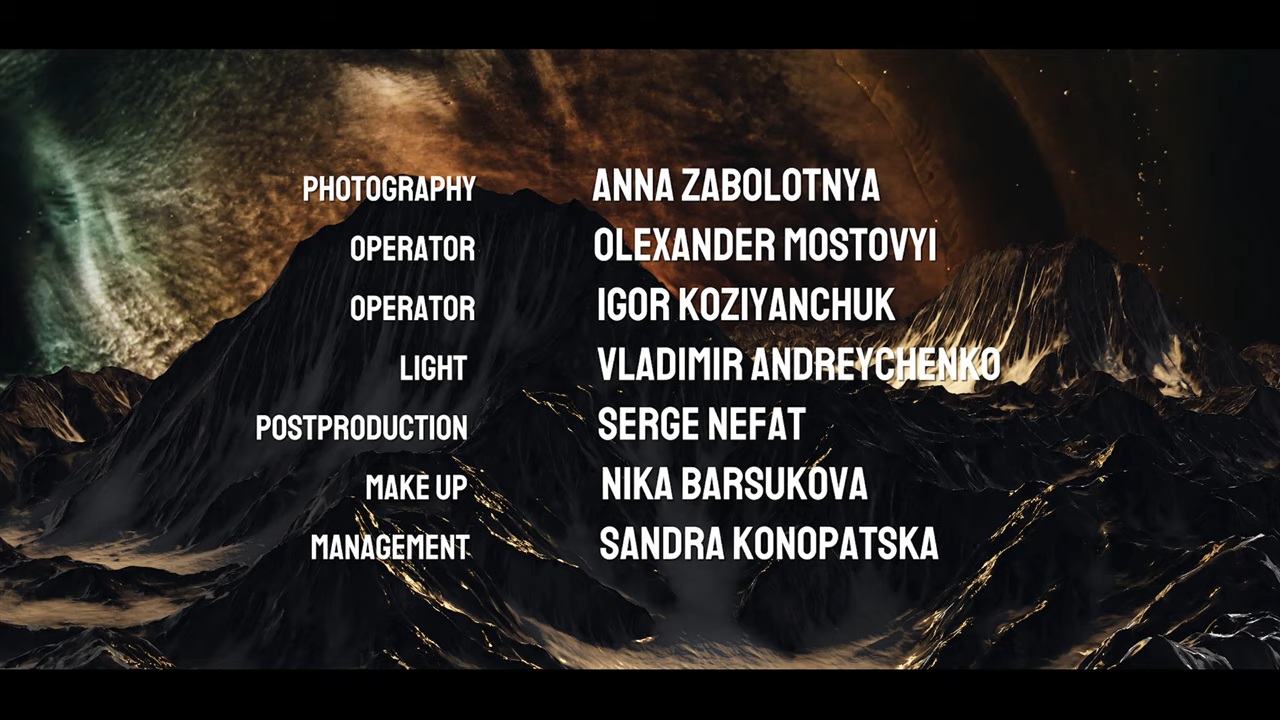 PHOTOGRAPHY ANNA ZABOLOTNYA
OPERATOR OLEXANDER MOSTOVYI
OPERATOR IGOR KOZIYANCHUK
LIGHT VLADIMIR ANDREYCHENKO
POSTPRODUCTION SERGE NEFAT
MAKE UP NIKA BARSUKOVA
MANAGEMENT SANDRA KONOPATSKA